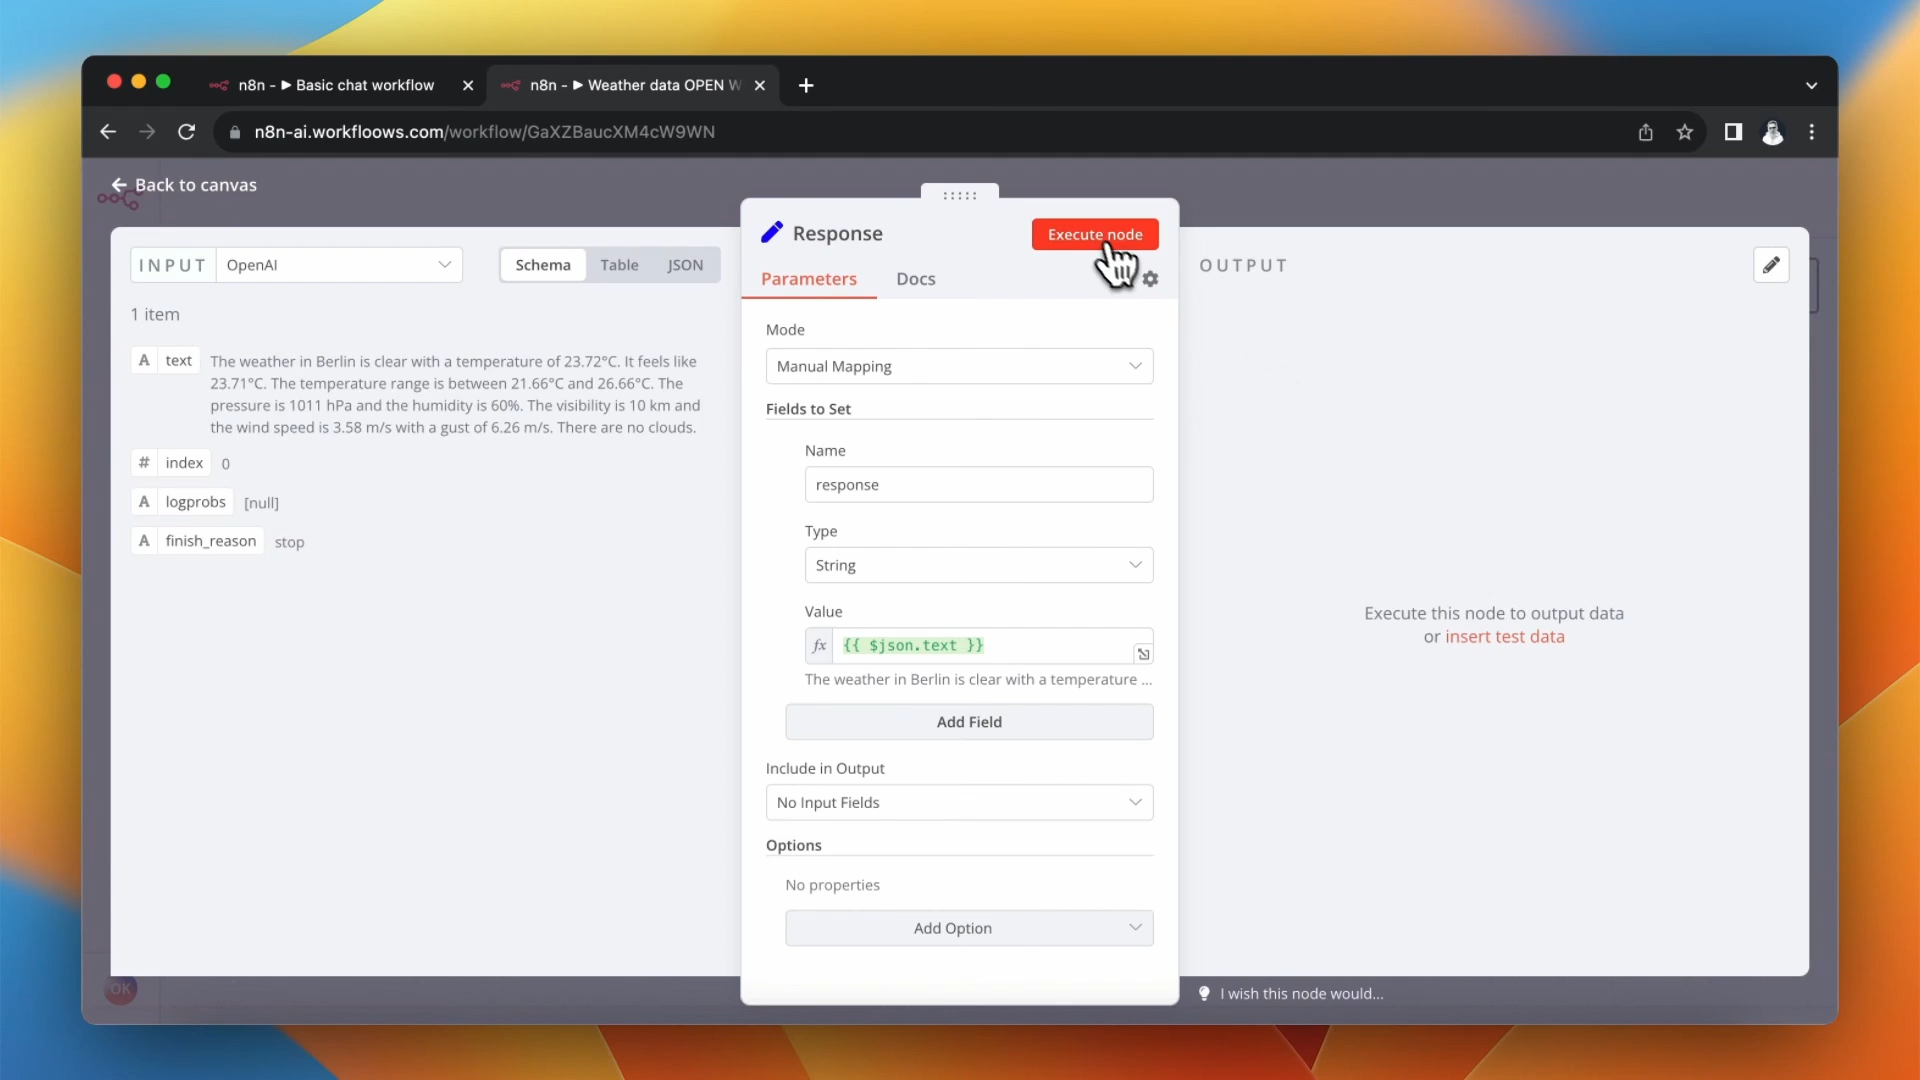 n8n - ▶ Basic chat workflow
n8n - ▶ Weather data OPEN W
n8n-ai.workfloows.com/workflow/GaXZBaucXM4cW9WN
Back to canvas
INPUT
OpenAI
Schema
Table
JSON
1 item
A text
The weather in Berlin is clear with a temperature of 23.72°C. It feels like
23.71°C. The temperature range is between 21.66°C and 26.66°C. The
pressure is 1011 hPa and the humidity is 60%. The visibility is 10 km and
the wind speed is 3.58 m/s with a gust of 6.26 m/s. There are no clouds.
# index 0
A logprobs [null]
A finish_reason stop
Response
Execute node
Parameters
Docs
Mode
Manual Mapping
Fields to Set
Name
response
Type
String
Value
fx {{ $json.text }}
The weather in Berlin is clear with a temperature ...
Add Field
Include in Output
No Input Fields
Options
No properties
Add Option
OUTPUT
Execute this node to output data
or insert test data
I wish this node would...
OK